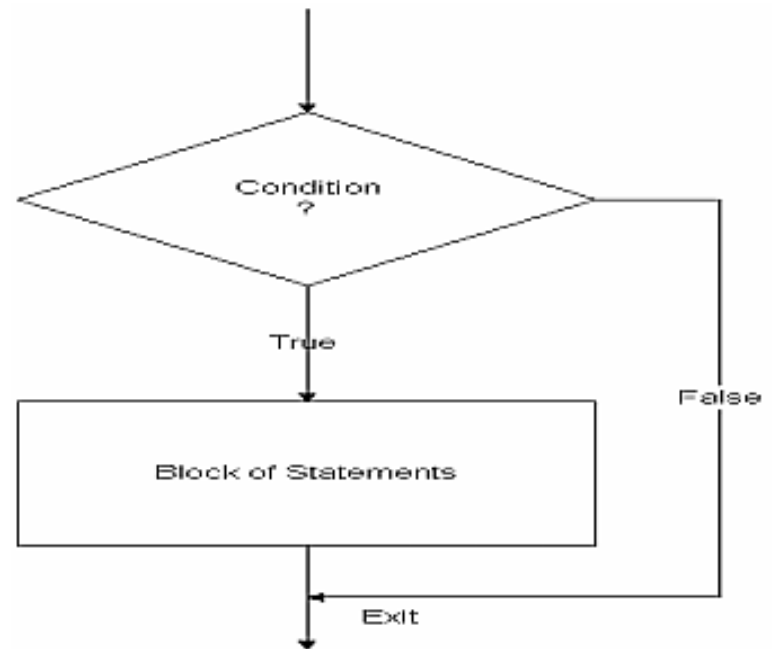 Condition
?
True
False
Block of Statements
Exit